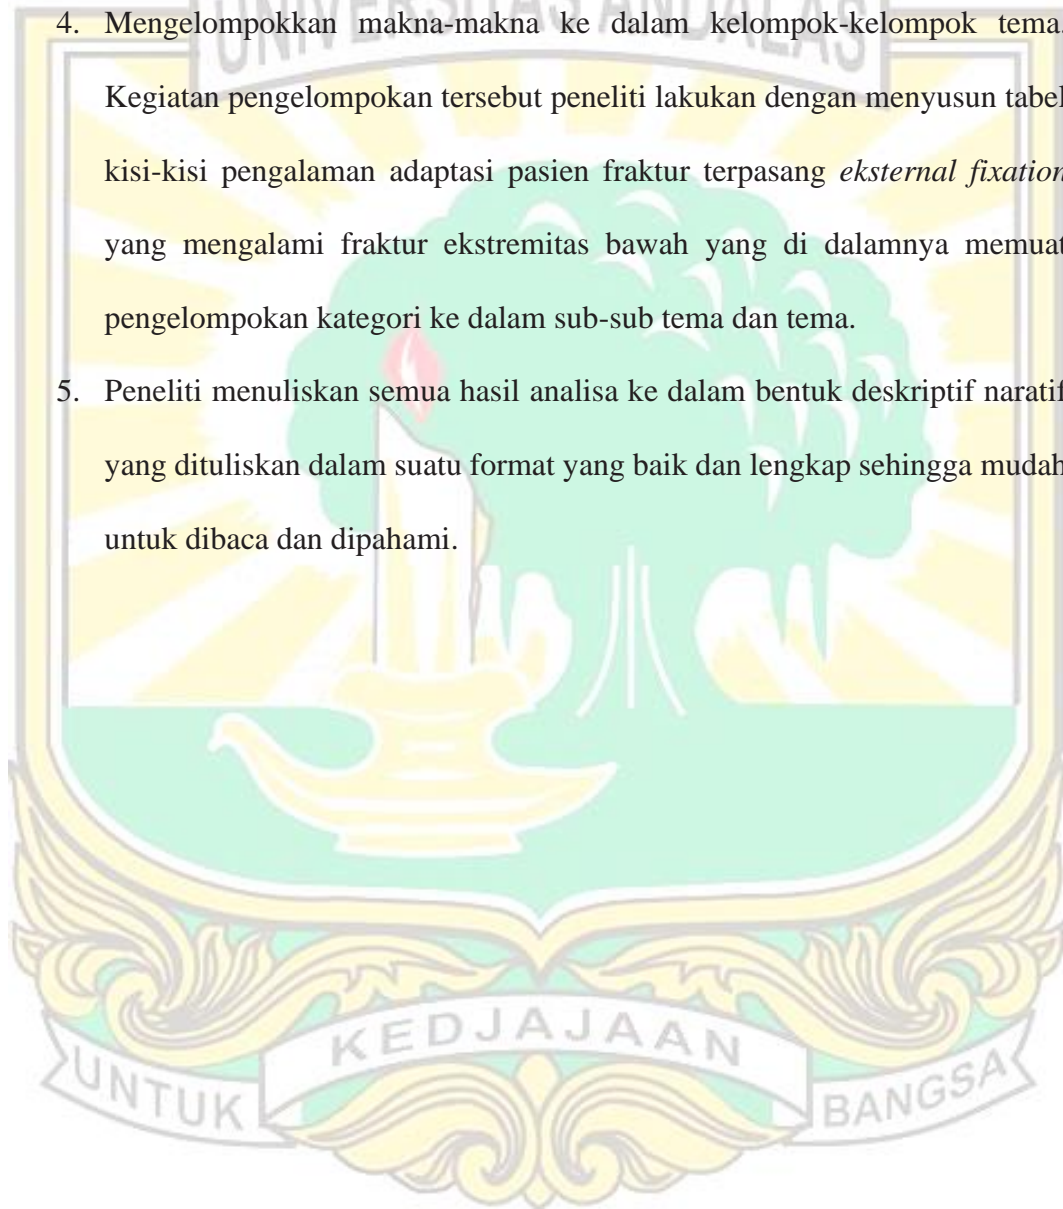 UNIVERSITAS ANDALAS
4. Mengelompokkan makna-makna ke dalam kelompok-kelompok tema.
Kegiatan pengelompokan tersebut peneliti lakukan dengan menyusun tabel
kisi-kisi pengalaman adaptasi pasien fraktur terpasang eksternal fixation
yang mengalami fraktur ekstremitas bawah yang di dalamnya memuat
pengelompokan kategori ke dalam sub-sub tema dan tema.
5. Peneliti menuliskan semua hasil analisa ke dalam bentuk deskriptif naratif
yang dituliskan dalam suatu format yang baik dan lengkap sehingga mudah
untuk dibaca dan dipahami.
UNTUK KEDJAJAAN BANGSA